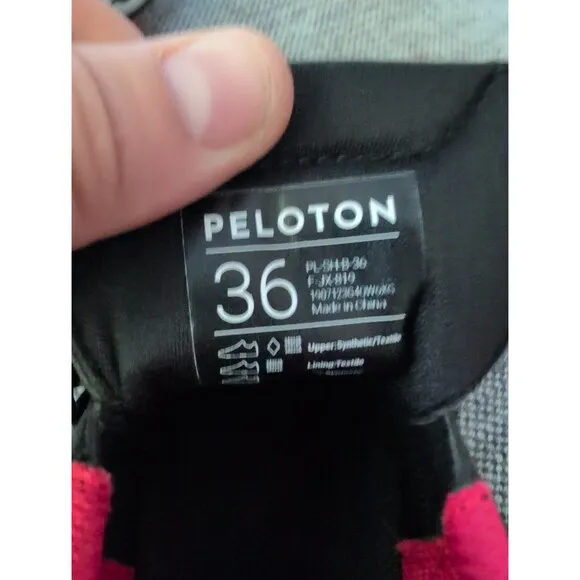 PELOTON
36
PL-SH-B-36
F-JX-819
Made in China
Upper:Synthetic/Textile
Lining:Textile